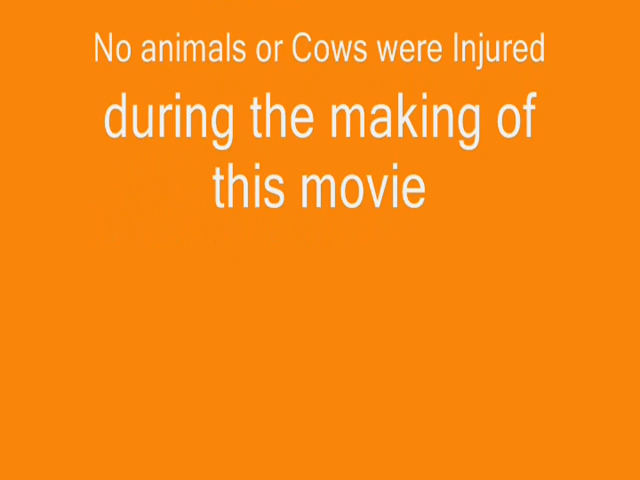 No animals or Cows were Injured
during the making of
this movie